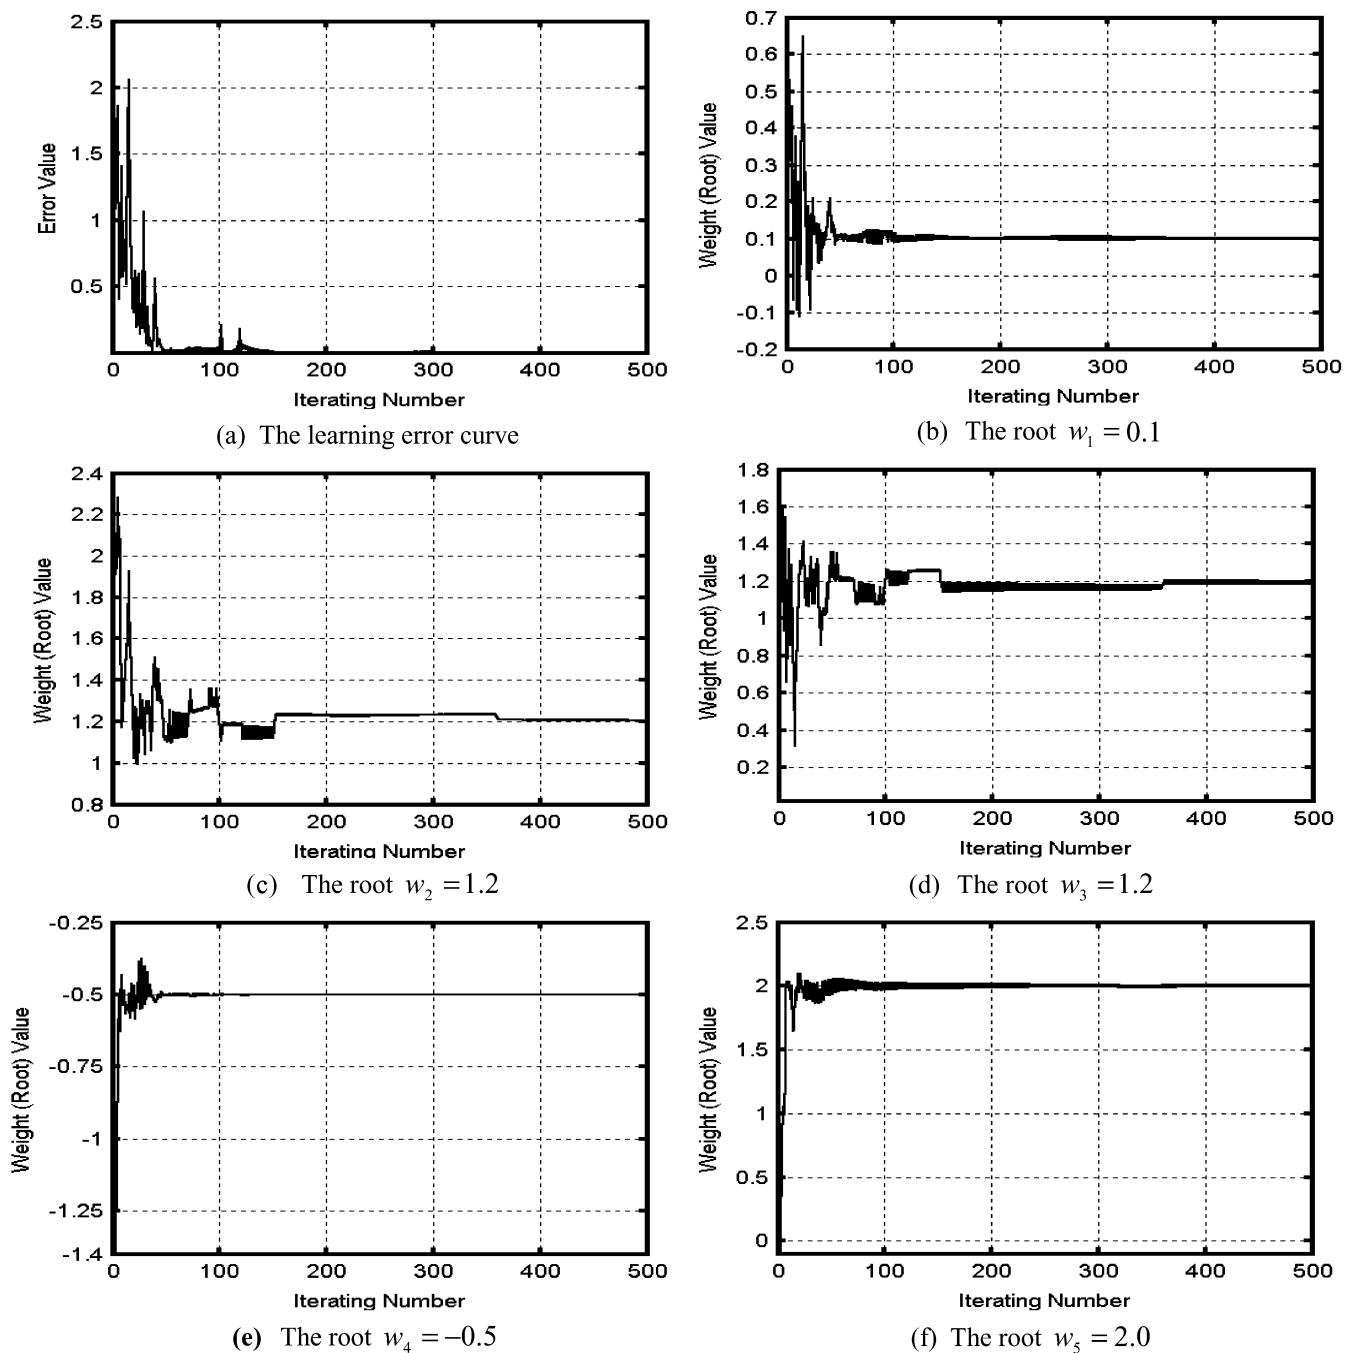 2.5
2
1.5
1
0.5
0 100 200 300 400 500
Error Value
Iterating Number
(a) The learning error curve
0.7
0.6
0.5
0.4
0.3
0.2
0.1
0
-0.1
-0.2
0 100 200 300 400 500
Weight (Root) Value
Iterating Number
(b) The root w₁ = 0.1
2.4
2.2
2
1.8
1.6
1.4
1.2
1
0.8
0 100 200 300 400 500
Weight (Root) Value
Iterating Number
(c) The root w₂ = 1.2
1.8
1.6
1.4
1.2
1
0.8
0.6
0.4
0.2
0 100 200 300 400 500
Weight (Root) Value
Iterating Number
(d) The root w₃ = 1.2
-0.25
-0.5
-0.75
-1
-1.25
-1.4
0 100 200 300 400 500
Weight (Root) Value
Iterating Number
(e) The root w₄ = −0.5
2.5
2
1.5
1
0.5
0
0 100 200 300 400 500
Weight (Root) Value
Iterating Number
(f) The root w₅ = 2.0